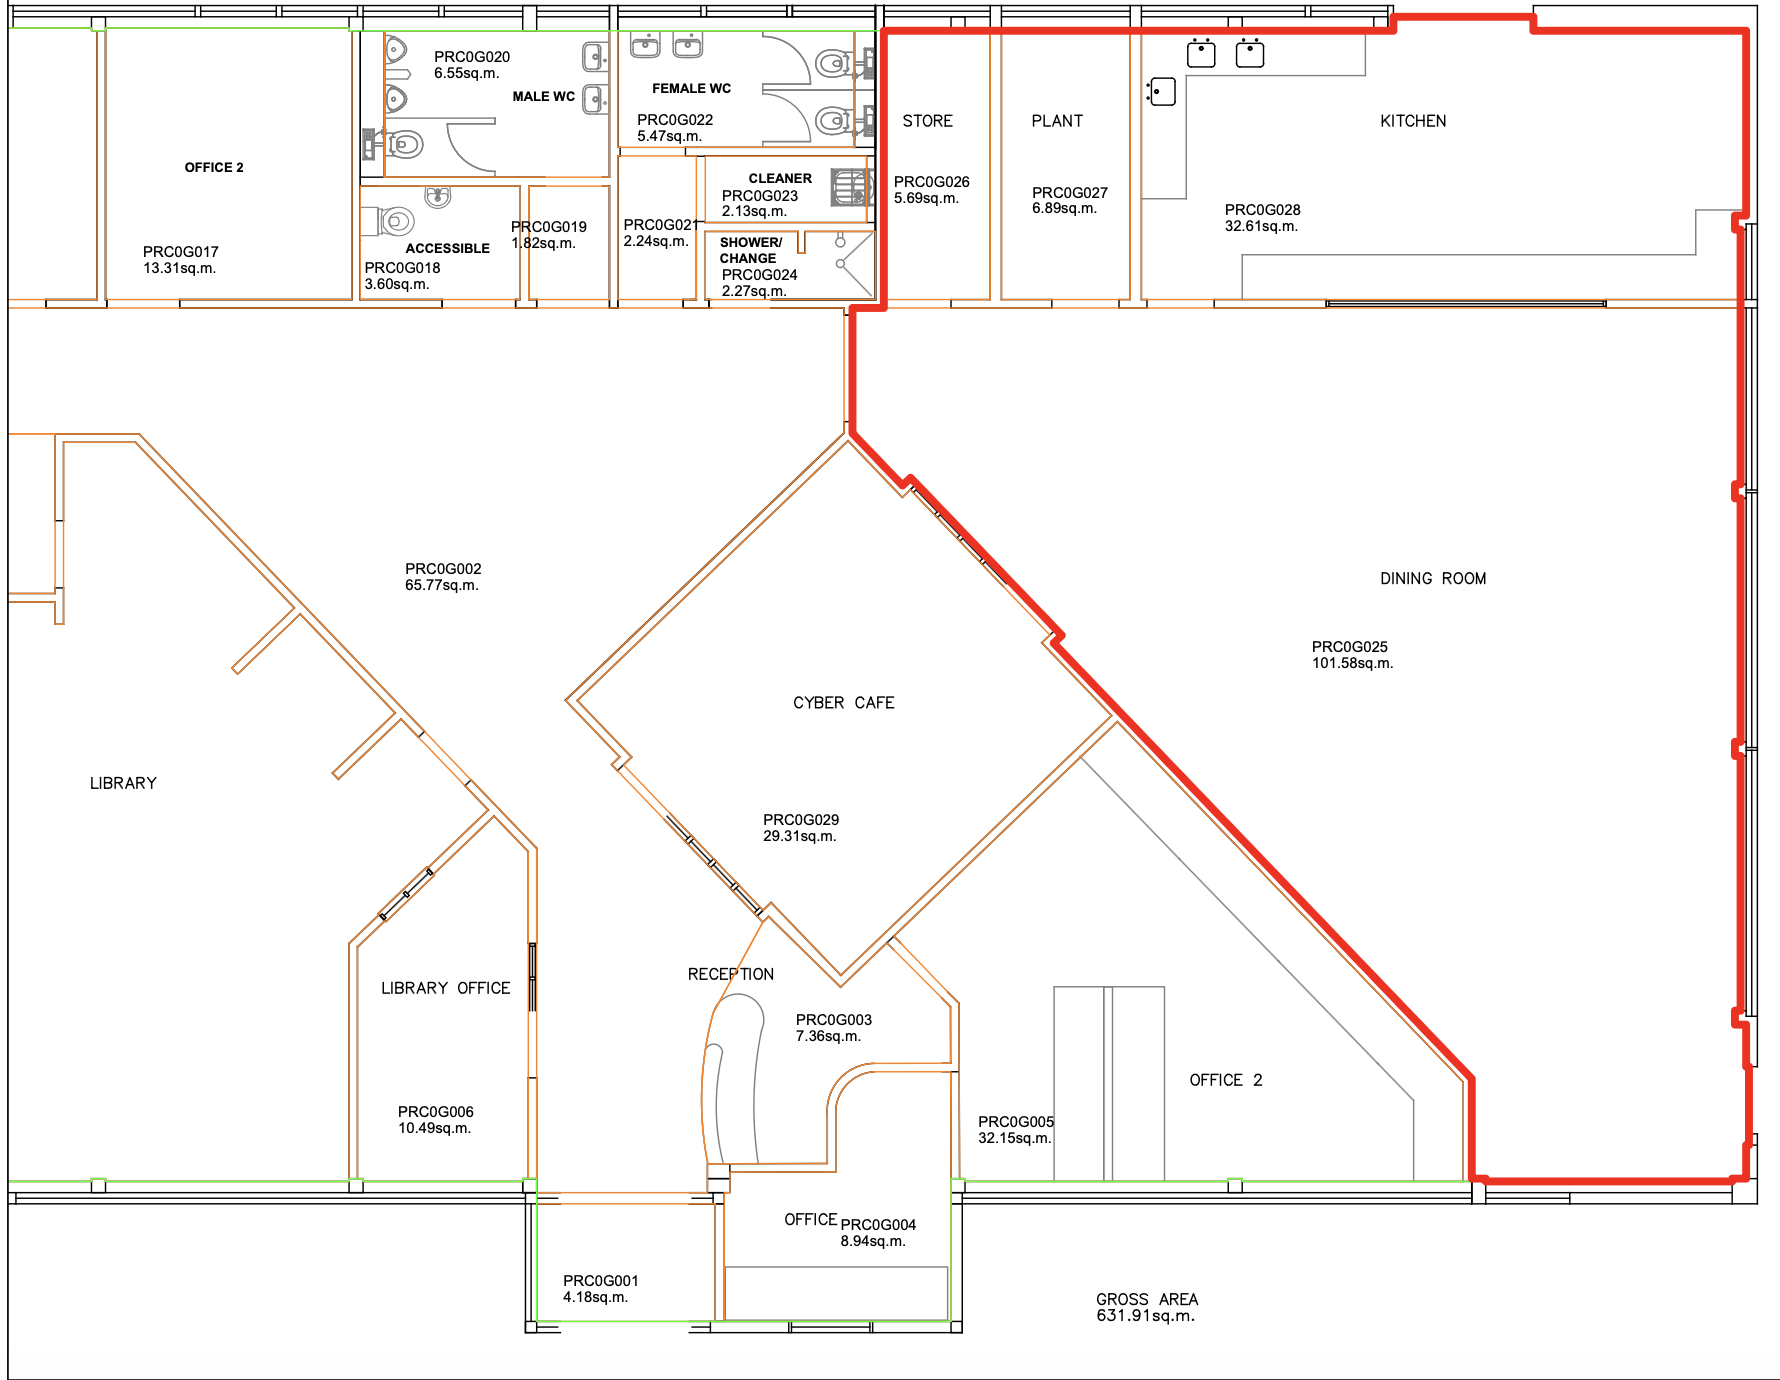 PRC0G020
6.55sq.m.
MALE WC
FEMALE WC
PRC0G022
5.47sq.m.
STORE
PLANT
KITCHEN
OFFICE 2
PRC0G017
13.31sq.m.
ACCESSIBLE
PRC0G018
3.60sq.m.
PRC0G019
1.82sq.m.
PRC0G021
2.24sq.m.
CLEANER
PRC0G023
2.13sq.m.
SHOWER/
CHANGE
PRC0G024
2.27sq.m.
PRC0G026
5.69sq.m.
PRC0G027
6.89sq.m.
PRC0G028
32.61sq.m.
PRC0G002
65.77sq.m.
DINING ROOM
PRC0G025
101.58sq.m.
CYBER CAFE
PRC0G029
29.31sq.m.
LIBRARY
LIBRARY OFFICE
PRC0G006
10.49sq.m.
RECEPTION
PRC0G003
7.36sq.m.
OFFICE 2
PRC0G005
32.15sq.m.
OFFICE
PRC0G004
8.94sq.m.
PRC0G001
4.18sq.m.
GROSS AREA
631.91sq.m.